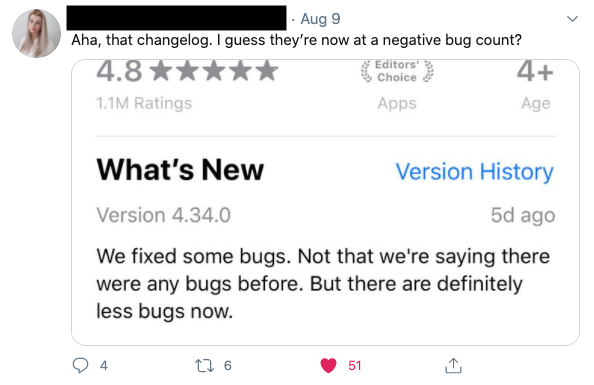 · Aug 9
Aha, that changelog. I guess they’re now at a negative bug count?
4.8 ★★★★★ Editors' Choice 4+
1.1M Ratings Apps Age
What’s New Version History
Version 4.34.0 5d ago
We fixed some bugs. Not that we're saying there
were any bugs before. But there are definitely
less bugs now.
4 6 51